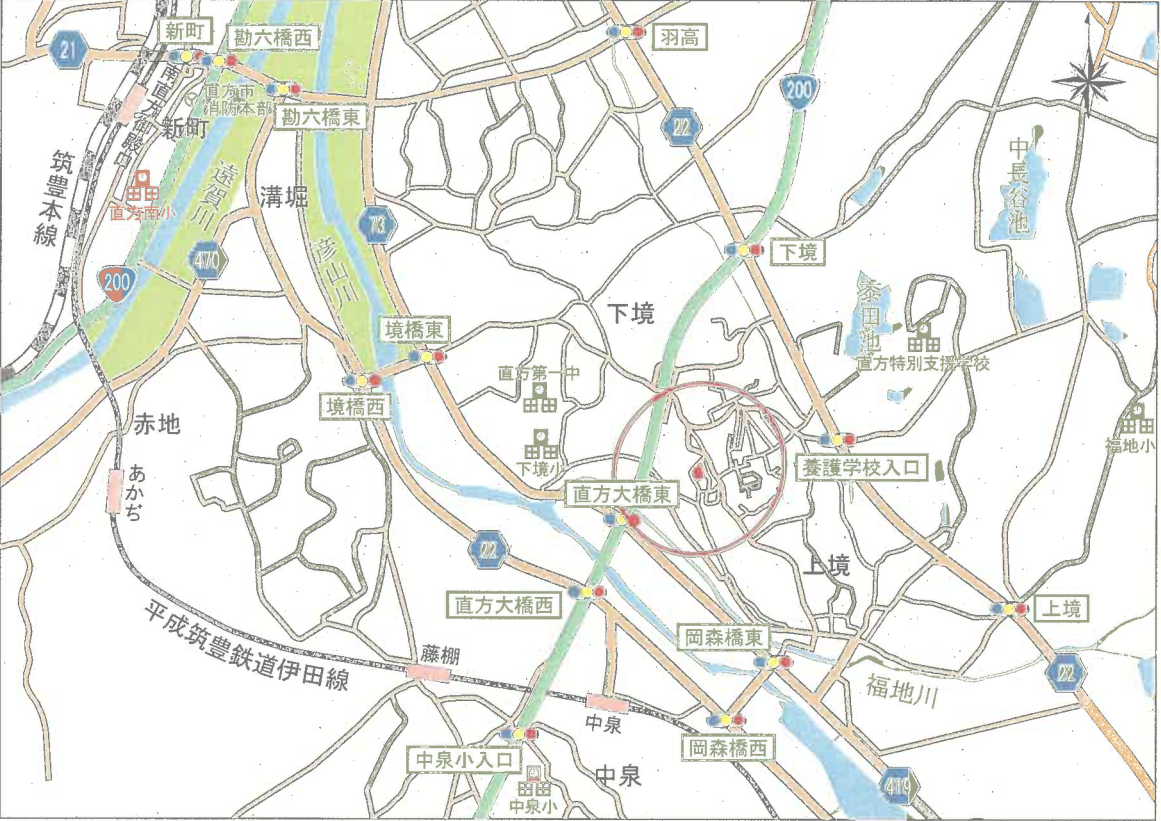 新町
勘六橋西
羽高
21
200
直方市
消防本部
勘六橋東
22
南直方御殿口
新町
筑豊本線
中長谷池
遠賀川
溝堀
直方南小
73
470
彦山川
下境
200
泰田池
下境
境橋東
直方第一中
直方特別支援学校
境橋西
赤地
福地小
下境小
養護学校入口
あかぢ
直方大橋東
22
上境
直方大橋西
上境
平成筑豊鉄道伊田線
岡森橋東
藤棚
22
福地川
中泉
岡森橋西
中泉小入口
中泉
419
中泉小